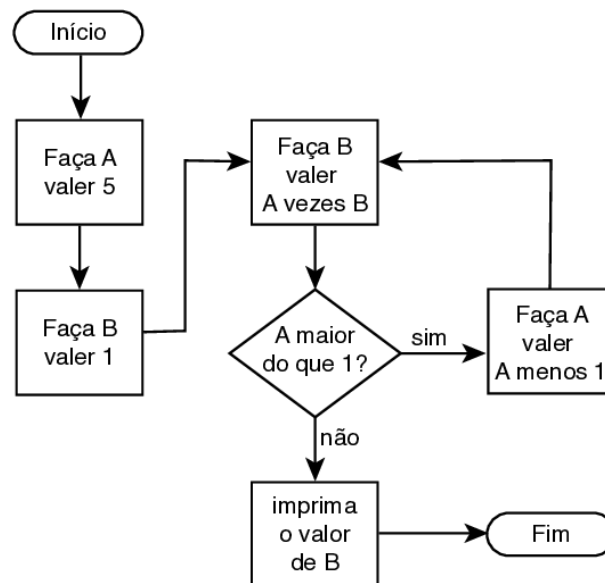 Início
Faça A
valer 5
Faça B
valer 1
Faça B
valer
A vezes B
A maior
do que 1?
sim
Faça A
valer
A menos 1
não
imprima
o valor
de B
Fim